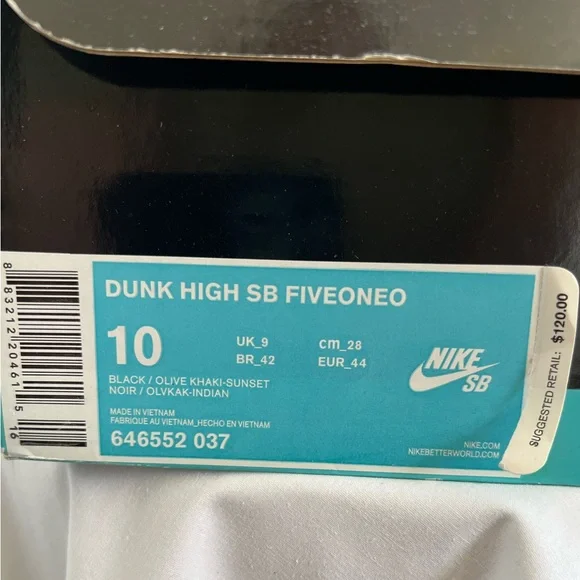 DUNK HIGH SB FIVEONEO
10
UK_9 cm_28
BR_42 EUR_44
BLACK / OLIVE KHAKI-SUNSET
NOIR / OLVKAK-INDIAN
MADE IN VIETNAM
FABRIQUE AU VIETNAM_HECHO EN VIETNAM
646552 037
NIKE
SB
NIKE.COM
NIKEBETTERWORLD.COM
SUGGESTED RETAIL: $120.00
8 83212 20461 5 16